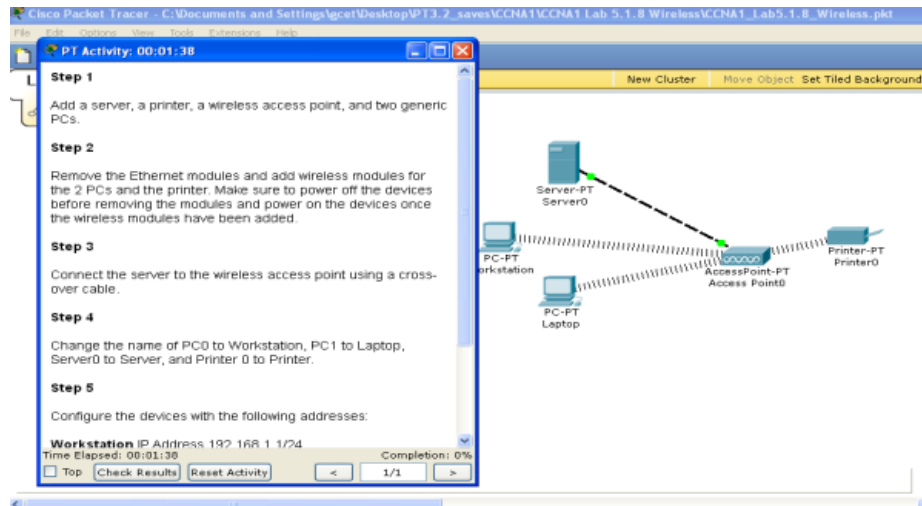 Cisco Packet Tracer - C:\Documents and Settings\gcet\Desktop\PT3.2_saves\CCNA1\CCNA1 Lab 5.1.8 Wireless\CCNA1_Lab5.1.8_Wireless.pkt
File Edit Options View Tools Extensions Help
PT Activity: 00:01:38
L
New Cluster Move Object Set Tiled Background
Step 1
Add a server, a printer, a wireless access point, and two generic
PCs.
Step 2
Remove the Ethernet modules and add wireless modules for
the 2 PCs and the printer. Make sure to power off the devices
before removing the modules and power on the devices once
the wireless modules have been added.
Step 3
Connect the server to the wireless access point using a cross-
over cable.
Step 4
Change the name of PC0 to Workstation, PC1 to Laptop,
Server0 to Server, and Printer 0 to Printer.
Step 5
Configure the devices with the following addresses:
Workstation IP Address 192.168.1.1/24
Time Elapsed: 00:01:38 Completion: 0%
Top Check Results Reset Activity < 1/1 >
Server-PT
Server0
PC-PT
orkstation
Printer-PT
Printer0
AccessPoint-PT
Access Point0
PC-PT
Laptop